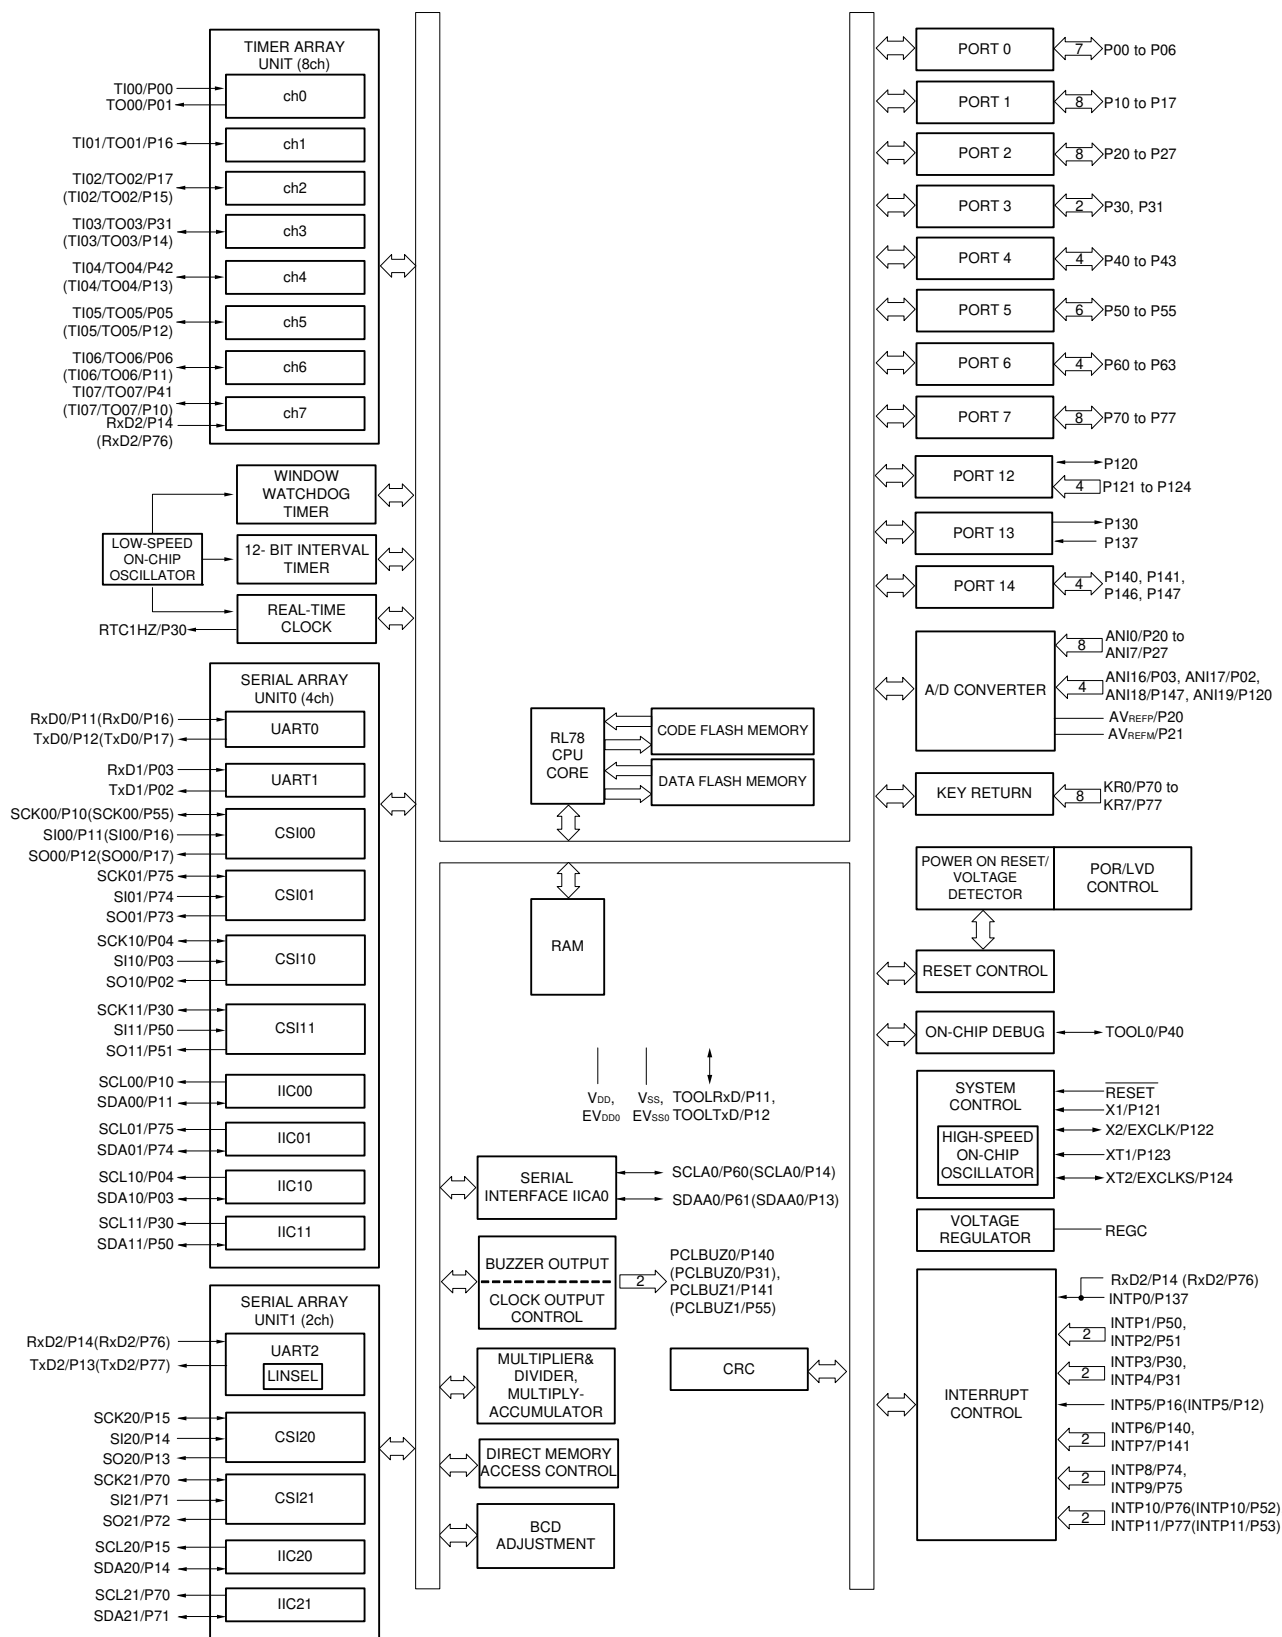 TIMER ARRAY
UNIT (8ch)
TI00/P00
TO00/P01
ch0
TI01/TO01/P16
ch1
TI02/TO02/P17
(TI02/TO02/P15)
ch2
TI03/TO03/P31
(TI03/TO03/P14)
ch3
TI04/TO04/P42
(TI04/TO04/P13)
ch4
TI05/TO05/P05
(TI05/TO05/P12)
ch5
TI06/TO06/P06
(TI06/TO06/P11)
ch6
TI07/TO07/P41
(TI07/TO07/P10)
RxD2/P14
(RxD2/P76)
ch7
WINDOW
WATCHDOG
TIMER
LOW-SPEED
ON-CHIP
OSCILLATOR
12- BIT INTERVAL
TIMER
REAL-TIME
CLOCK
RTC1HZ/P30
SERIAL ARRAY
UNIT0 (4ch)
RxD0/P11(RxD0/P16)
TxD0/P12(TxD0/P17)
UART0
RxD1/P03
TxD1/P02
UART1
SCK00/P10(SCK00/P55)
SI00/P11(SI00/P16)
SO00/P12(SO00/P17)
CSI00
SCK01/P75
SI01/P74
SO01/P73
CSI01
SCK10/P04
SI10/P03
SO10/P02
CSI10
SCK11/P30
SI11/P50
SO11/P51
CSI11
SCL00/P10
SDA00/P11
IIC00
SCL01/P75
SDA01/P74
IIC01
SCL10/P04
SDA10/P03
IIC10
SCL11/P30
SDA11/P50
IIC11
SERIAL ARRAY
UNIT1 (2ch)
RxD2/P14(RxD2/P76)
TxD2/P13(TxD2/P77)
UART2
LINSEL
SCK20/P15
SI20/P14
SO20/P13
CSI20
SCK21/P70
SI21/P71
SO21/P72
CSI21
SCL20/P15
SDA20/P14
IIC20
SCL21/P70
SDA21/P71
IIC21
RL78
CPU
CORE
CODE FLASH MEMORY
DATA FLASH MEMORY
RAM
VDD,
EVDD0
VSS,
EVSS0
TOOLRxD/P11,
TOOLTxD/P12
SERIAL
INTERFACE IICA0
SCLA0/P60(SCLA0/P14)
SDAA0/P61(SDAA0/P13)
BUZZER OUTPUT
CLOCK OUTPUT
CONTROL
2
PCLBUZ0/P140
(PCLBUZ0/P31),
PCLBUZ1/P141
(PCLBUZ1/P55)
MULTIPLIER&
DIVIDER,
MULTIPLY-
ACCUMULATOR
CRC
DIRECT MEMORY
ACCESS CONTROL
BCD
ADJUSTMENT
PORT 0
7
P00 to P06
PORT 1
8
P10 to P17
PORT 2
8
P20 to P27
PORT 3
2
P30, P31
PORT 4
4
P40 to P43
PORT 5
6
P50 to P55
PORT 6
4
P60 to P63
PORT 7
8
P70 to P77
PORT 12
P120
4
P121 to P124
PORT 13
P130
P137
PORT 14
4
P140, P141,
P146, P147
A/D CONVERTER
8
ANI0/P20 to
ANI7/P27
4
ANI16/P03, ANI17/P02,
ANI18/P147, ANI19/P120
AVREFP/P20
AVREFM/P21
KEY RETURN
8
KR0/P70 to
KR7/P77
POWER ON RESET/
VOLTAGE
DETECTOR
POR/LVD
CONTROL
RESET CONTROL
ON-CHIP DEBUG
TOOL0/P40
SYSTEM
CONTROL
HIGH-SPEED
ON-CHIP
OSCILLATOR
RESET
X1/P121
X2/EXCLK/P122
XT1/P123
XT2/EXCLKS/P124
VOLTAGE
REGULATOR
REGC
INTERRUPT
CONTROL
RxD2/P14 (RxD2/P76)
INTP0/P137
2
INTP1/P50,
INTP2/P51
2
INTP3/P30,
INTP4/P31
INTP5/P16(INTP5/P12)
2
INTP6/P140,
INTP7/P141
2
INTP8/P74,
INTP9/P75
2
INTP10/P76(INTP10/P52)
INTP11/P77(INTP11/P53)